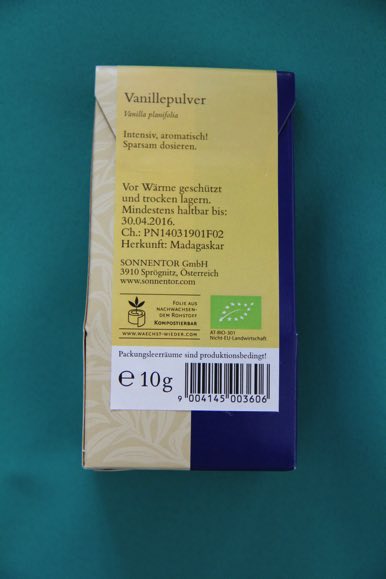 Vanillepulver
Vanilla planifolia
Intensiv, aromatisch!
Sparsam dosieren.
Vor Wärme geschützt
und trocken lagern.
Mindestens haltbar bis:
30.04.2016.
Ch.: PN14031901F02
Herkunft: Madagaskar
SONNENTOR GmbH
3910 Sprögnitz, Österreich
www.sonnentor.com
FOLIE AUS
NACHWACHSEN-
DEM ROHSTOFF
KOMPOSTIERBAR
WWW.WAECHST-WIEDER.COM
AT-BIO-301
Nicht-EU-Landwirtschaft
Packungsleerräume sind produktionsbedingt!
℮ 10g
9 004145 003606